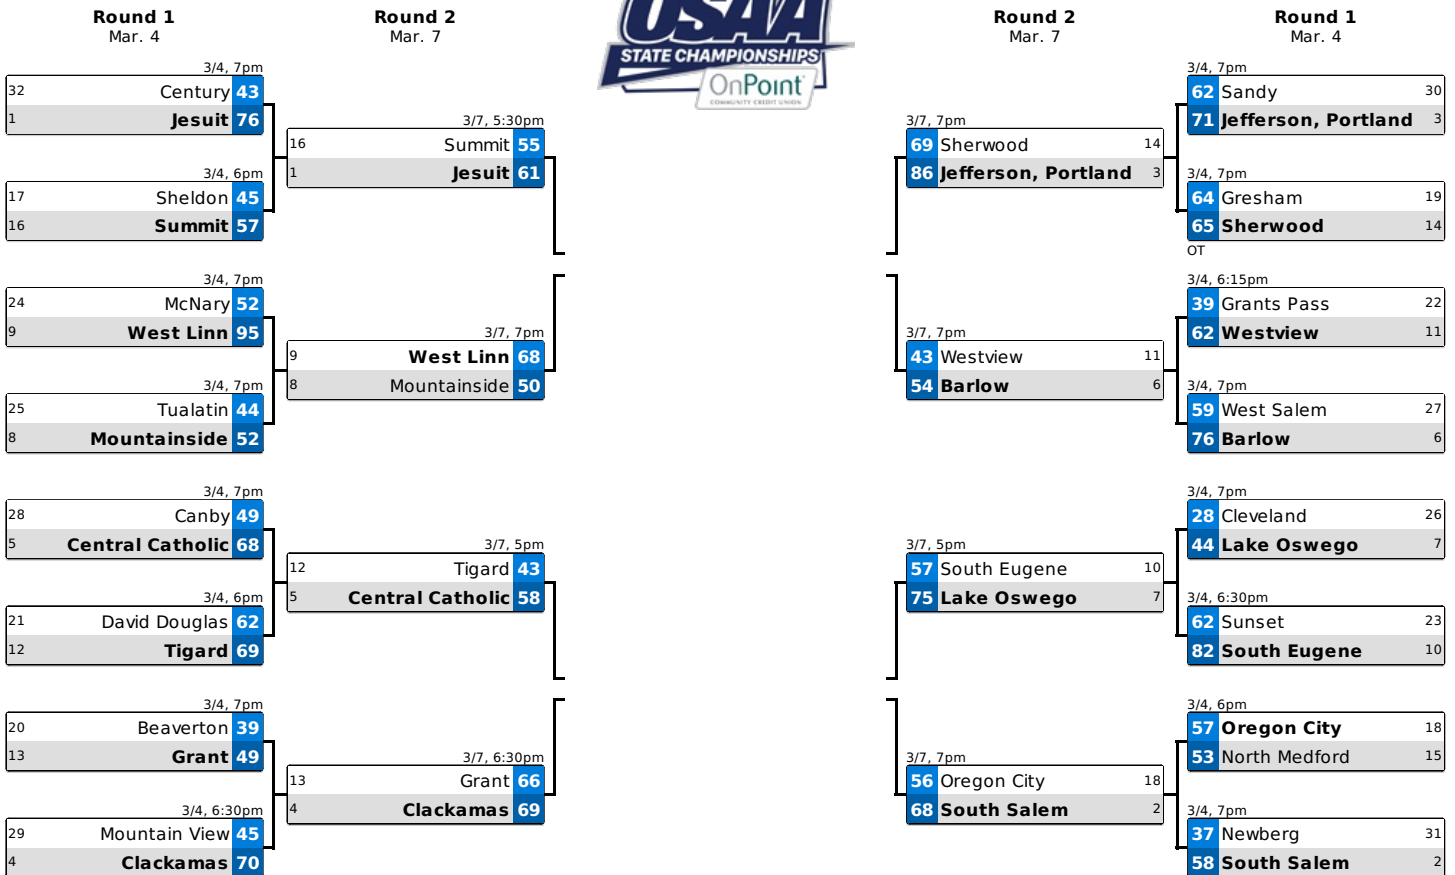 Round 1
Mar. 4
Round 2
Mar. 7
USAA
STATE CHAMPIONSHIPS
OnPoint
COMMUNITY CREDIT UNION
Round 2
Mar. 7
Round 1
Mar. 4
3/4, 7pm
32 Century 43
1 Jesuit 76
3/4, 6pm
17 Sheldon 45
16 Summit 57
3/4, 7pm
24 McNary 52
9 West Linn 95
3/4, 7pm
25 Tualatin 44
8 Mountainside 52
3/4, 7pm
28 Canby 49
5 Central Catholic 68
3/4, 6pm
21 David Douglas 62
12 Tigard 69
3/4, 7pm
20 Beaverton 39
13 Grant 49
3/4, 6:30pm
29 Mountain View 45
4 Clackamas 70
3/7, 5:30pm
16 Summit 55
1 Jesuit 61
3/7, 7pm
9 West Linn 68
8 Mountainside 50
3/7, 5pm
12 Tigard 43
5 Central Catholic 58
3/7, 6:30pm
13 Grant 66
4 Clackamas 69
3/7, 7pm
69 Sherwood 14
86 Jefferson, Portland 3
3/7, 7pm
43 Westview 11
54 Barlow 6
3/7, 5pm
57 South Eugene 10
75 Lake Oswego 7
3/7, 7pm
56 Oregon City 18
68 South Salem 2
3/4, 7pm
62 Sandy 30
71 Jefferson, Portland 3
3/4, 7pm
64 Gresham 19
65 Sherwood 14
OT
3/4, 6:15pm
39 Grants Pass 22
62 Westview 11
3/4, 7pm
59 West Salem 27
76 Barlow 6
3/4, 7pm
28 Cleveland 26
44 Lake Oswego 7
3/4, 6:30pm
62 Sunset 23
82 South Eugene 10
3/4, 6pm
57 Oregon City 18
53 North Medford 15
3/4, 7pm
37 Newberg 31
58 South Salem 2